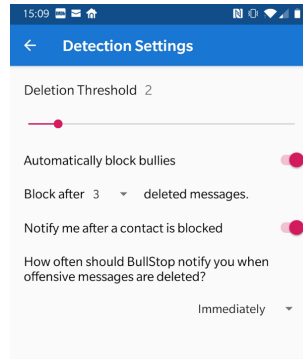 15:09
Detection Settings
Deletion Threshold 2
Automatically block bullies
Block after 3 deleted messages.
Notify me after a contact is blocked
How often should BullStop notify you when
offensive messages are deleted?
Immediately